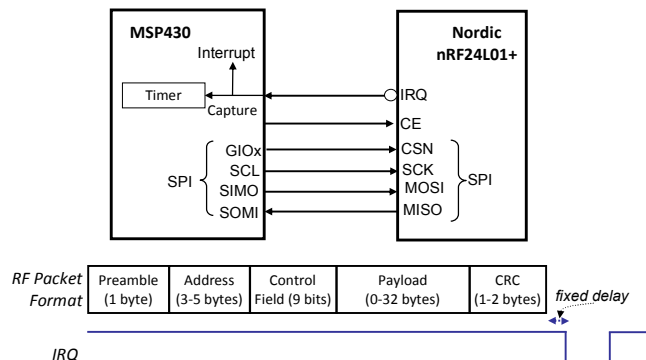 MSP430
Nordic
nRF24L01+
Interrupt
Timer
Capture
IRQ
CE
GIOx
CSN
SPI
SCL
SCK
SPI
SIMO
MOSI
SOMI
MISO
RF Packet
Format
Preamble
(1 byte)
Address
(3-5 bytes)
Control
Field (9 bits)
Payload
(0-32 bytes)
CRC
(1-2 bytes)
fixed delay
IRQ